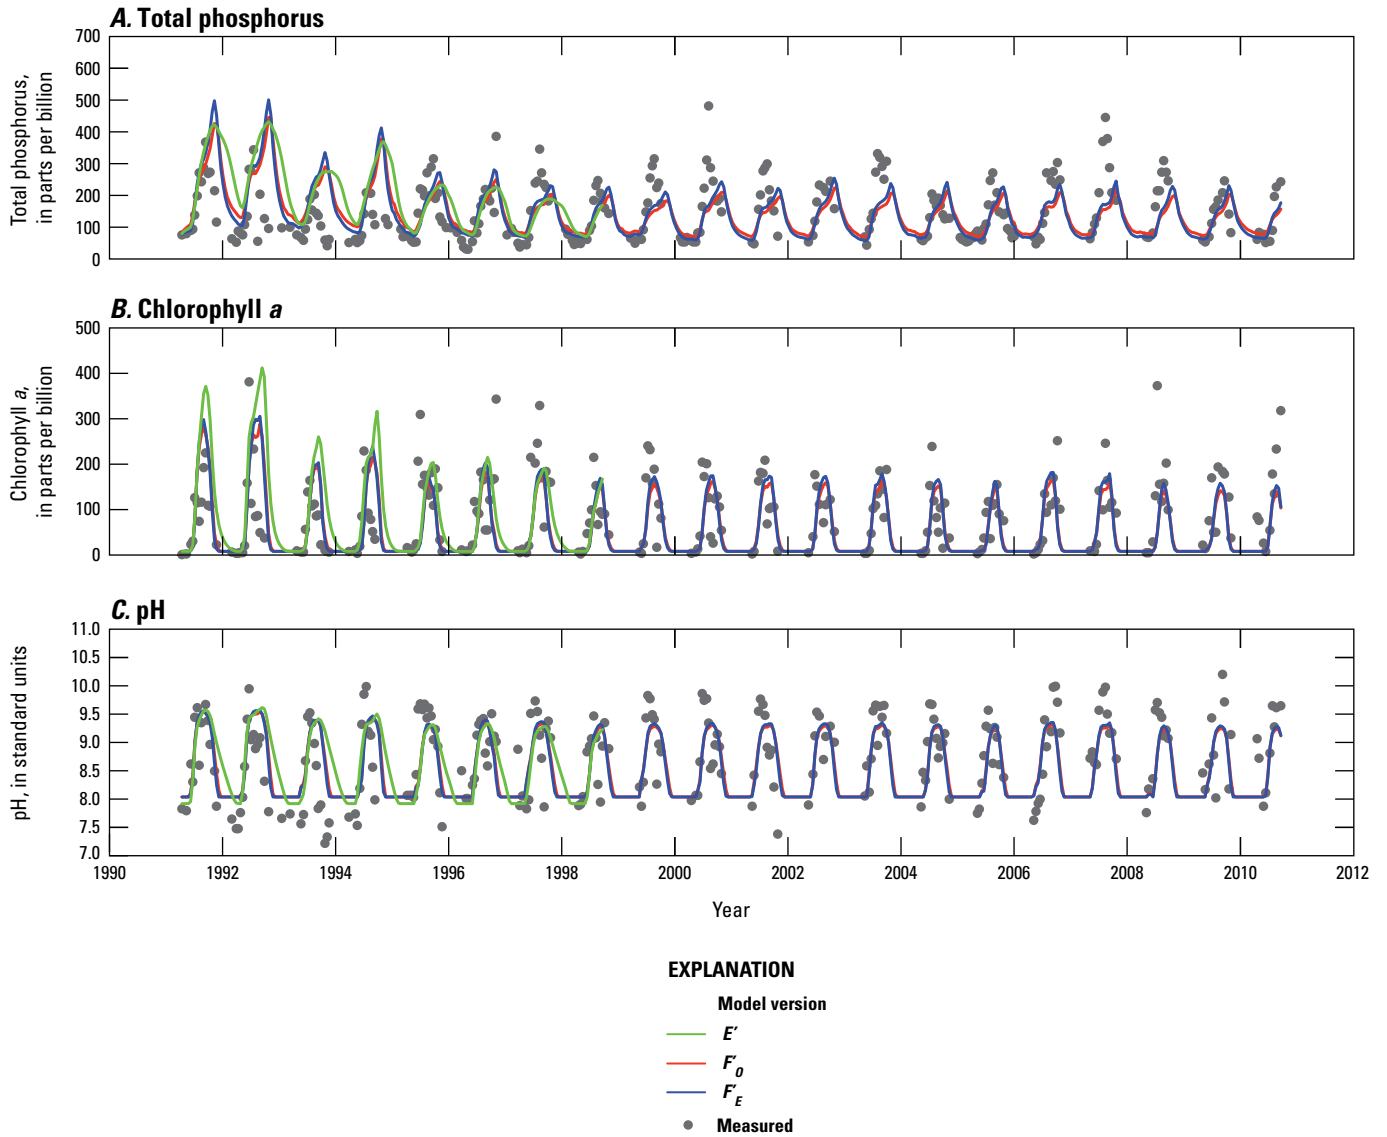 A. Total phosphorus
Total phosphorus,
in parts per billion
700
600
500
400
300
200
100
0
B. Chlorophyll a
Chlorophyll a,
in parts per billion
500
400
300
200
100
0
C. pH
pH, in standard units
11.0
10.5
10.0
9.5
9.0
8.5
8.0
7.5
7.0
1990 1992 1994 1996 1998 2000 2002 2004 2006 2008 2010 2012
Year
EXPLANATION
Model version
E′
F′O
F′E
Measured